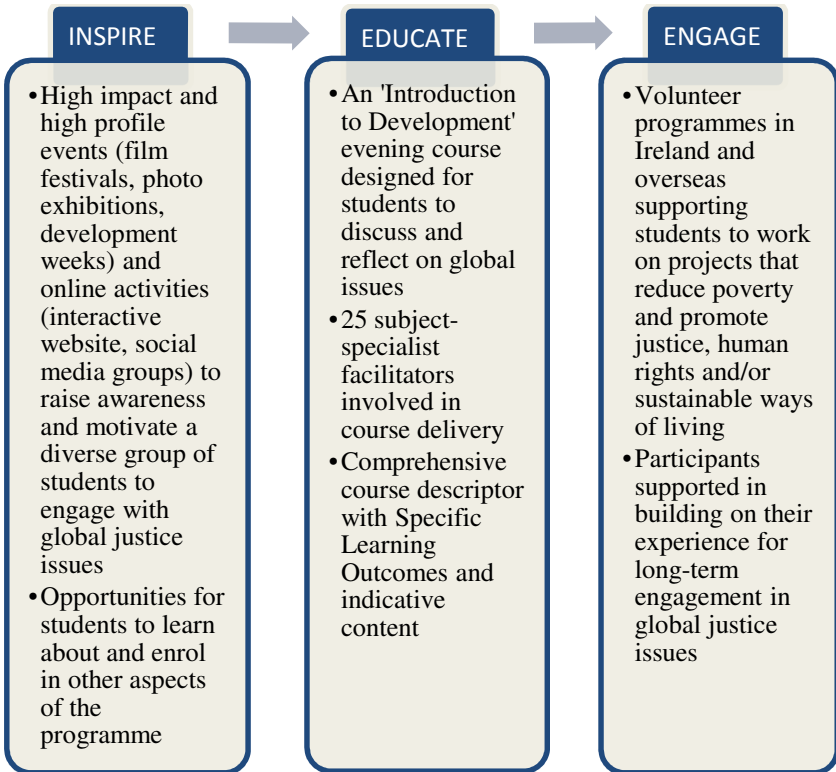 INSPIRE
•High impact and
high profile
events (film
festivals, photo
exhibitions,
development
weeks) and
online activities
(interactive
website, social
media groups) to
raise awareness
and motivate a
diverse group of
students to
engage with
global justice
issues
•Opportunities for
students to learn
about and enrol
in other aspects
of the
programme
EDUCATE
•An 'Introduction
to Development'
evening course
designed for
students to
discuss and
reflect on global
issues
•25 subject-
specialist
facilitators
involved in
course delivery
•Comprehensive
course descriptor
with Specific
Learning
Outcomes and
indicative
content
ENGAGE
•Volunteer
programmes in
Ireland and
overseas
supporting
students to work
on projects that
reduce poverty
and promote
justice, human
rights and/or
sustainable ways
of living
•Participants
supported in
building on their
experience for
long-term
engagement in
global justice
issues